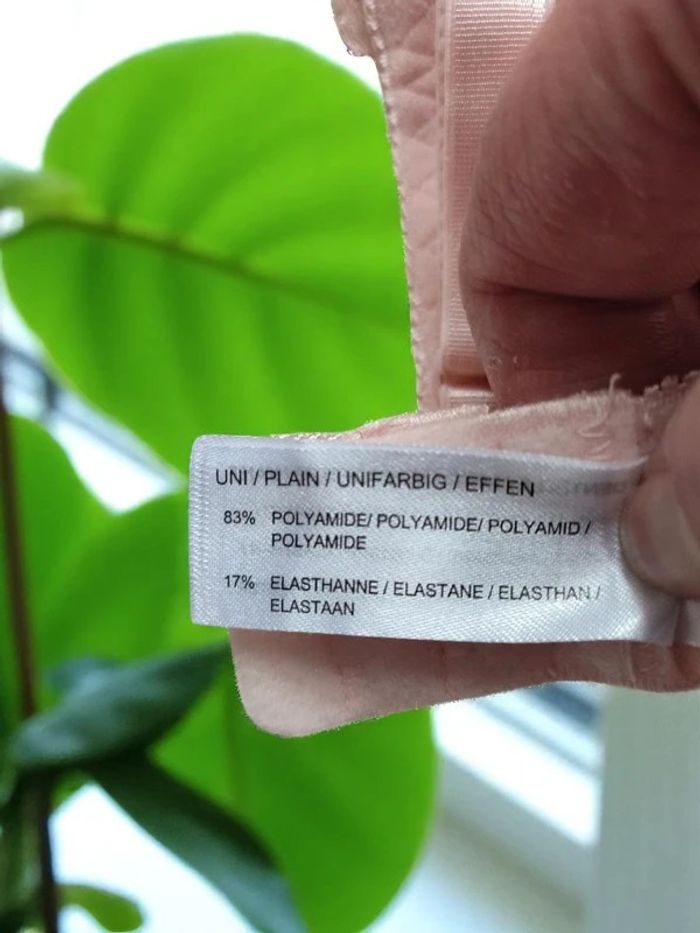 UNI / PLAIN / UNIFARBIG / EFFEN
83% POLYAMIDE/ POLYAMIDE/ POLYAMID /
POLYAMIDE
17% ELASTHANNE / ELASTANE / ELASTHAN /
ELASTAAN